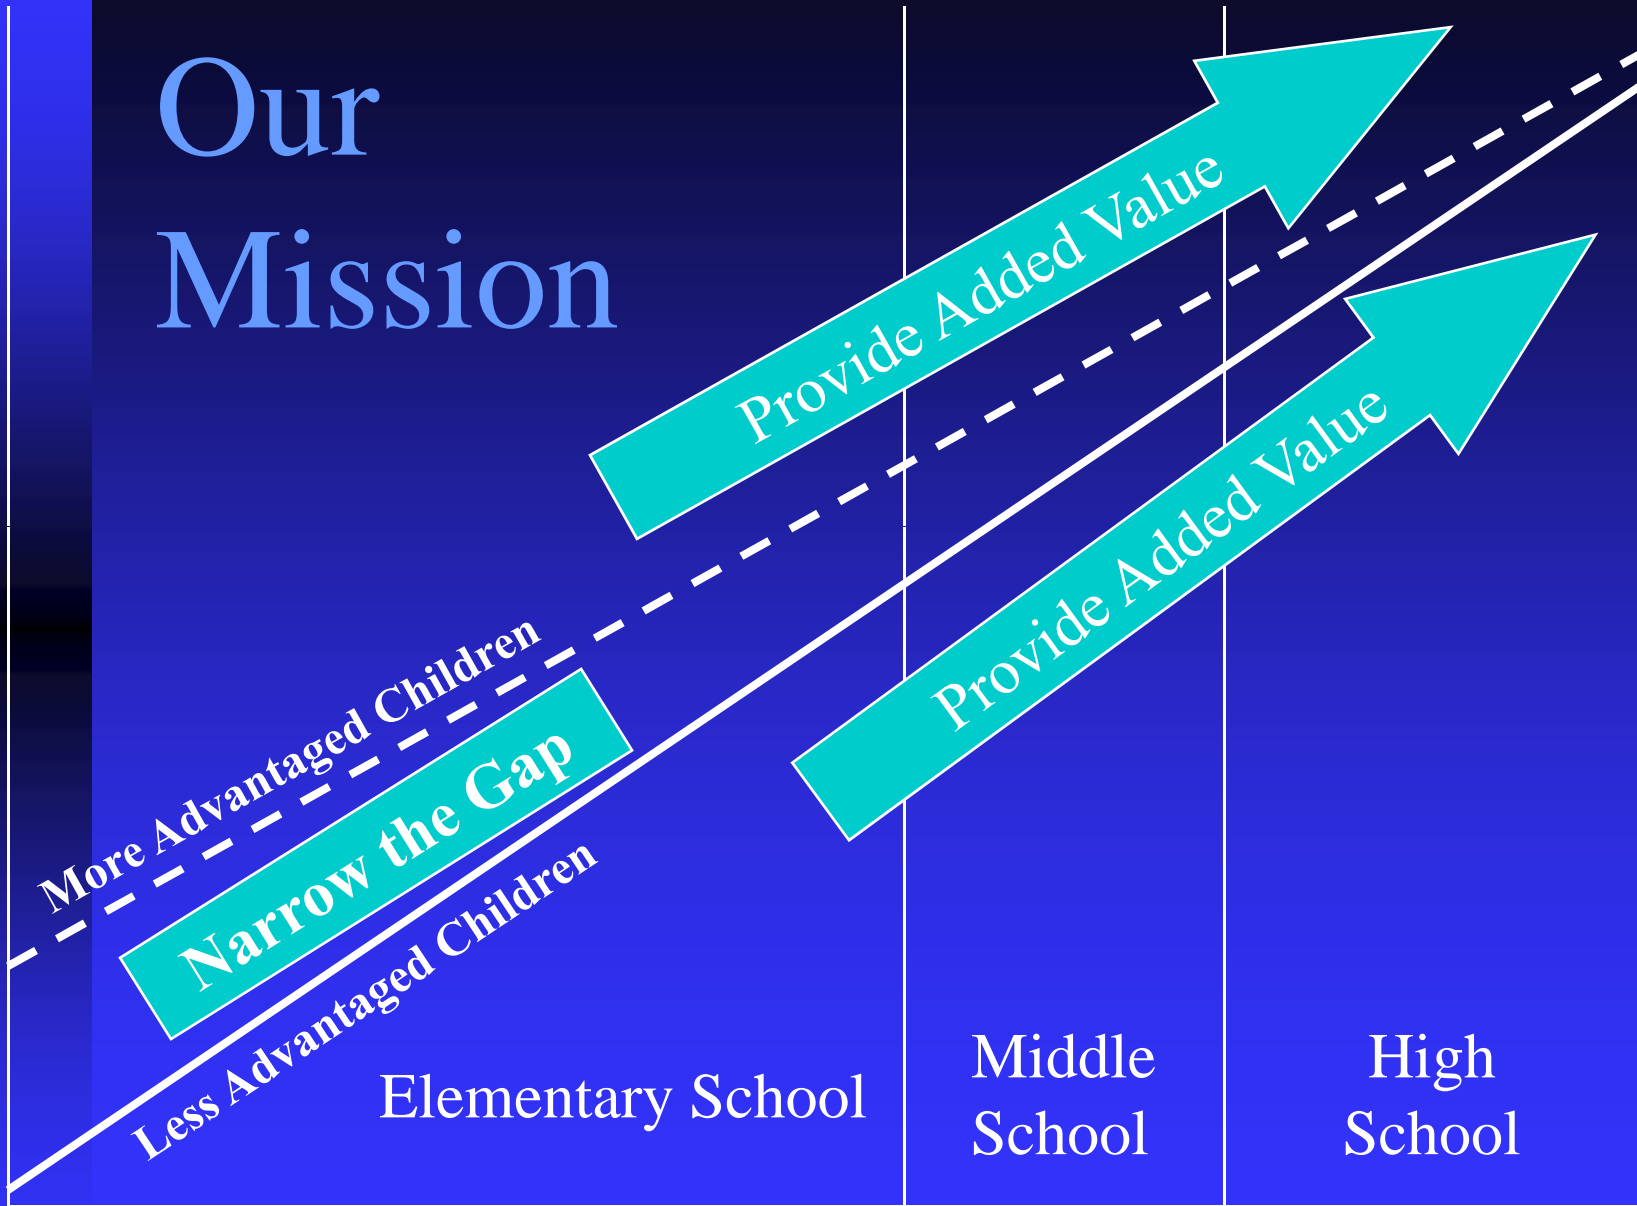 Our
Mission
Provide Added Value
Provide Added Value
More Advantaged Children
Narrow the Gap
Less Advantaged Children
Elementary School
Middle
School
High
School